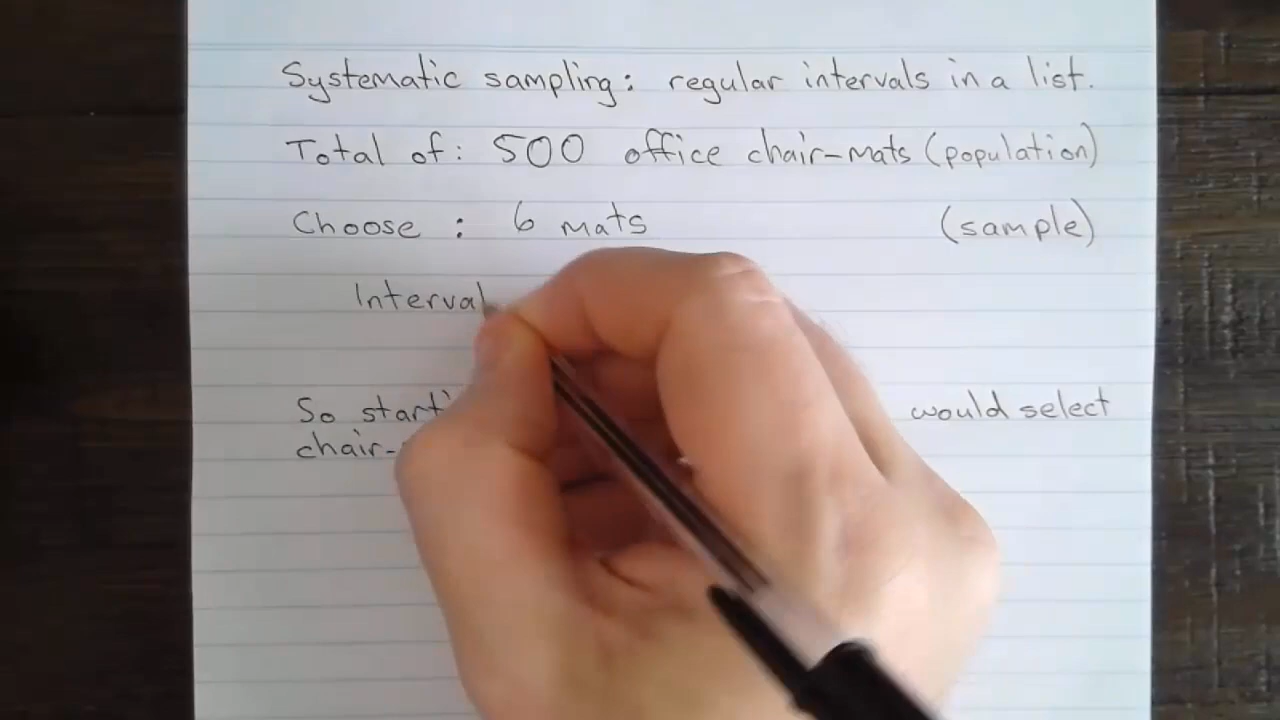 Systematic sampling: regular intervals in a list.
Total of: 500 office chair-mats (population)
Choose: 6 mats (sample)
Interval
So would select
chair-